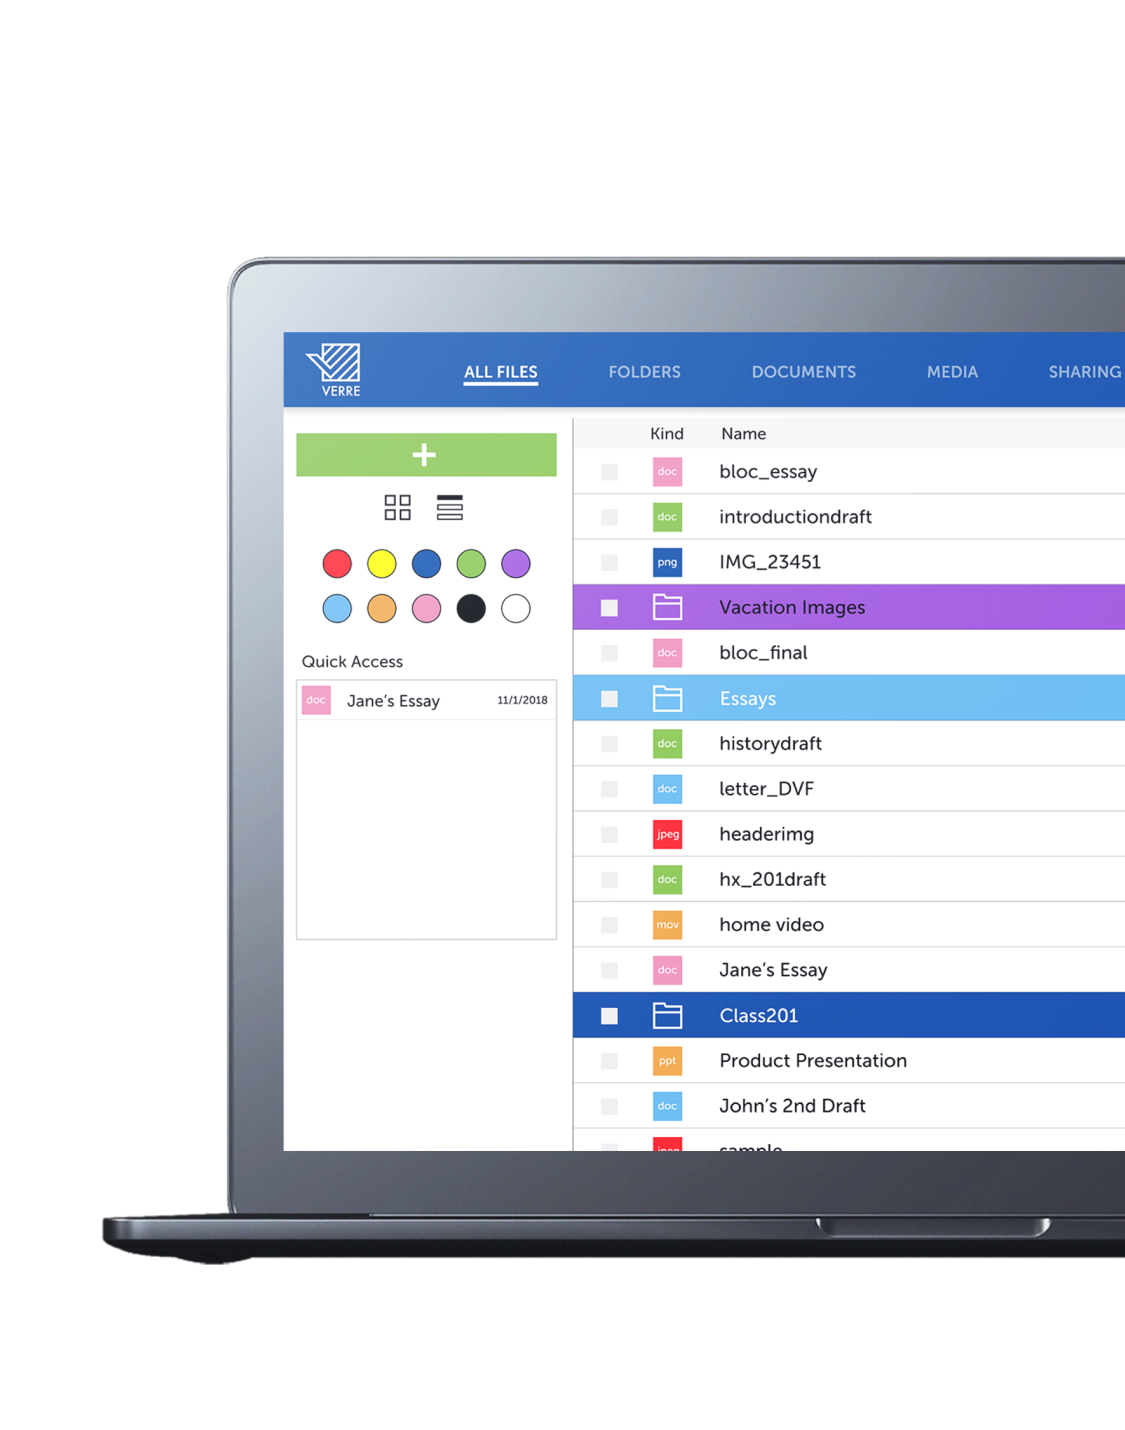 VERRE
ALL FILES
FOLDERS
DOCUMENTS
MEDIA
SHARING
Quick Access
doc Jane’s Essay 11/1/2018
Kind Name
doc bloc_essay
doc introductiondraft
png IMG_23451
Vacation Images
doc bloc_final
Essays
doc historydraft
doc letter_DVF
jpeg headerimg
doc hx_201draft
mov home video
doc Jane’s Essay
Class201
ppt Product Presentation
doc John’s 2nd Draft
jpeg sample